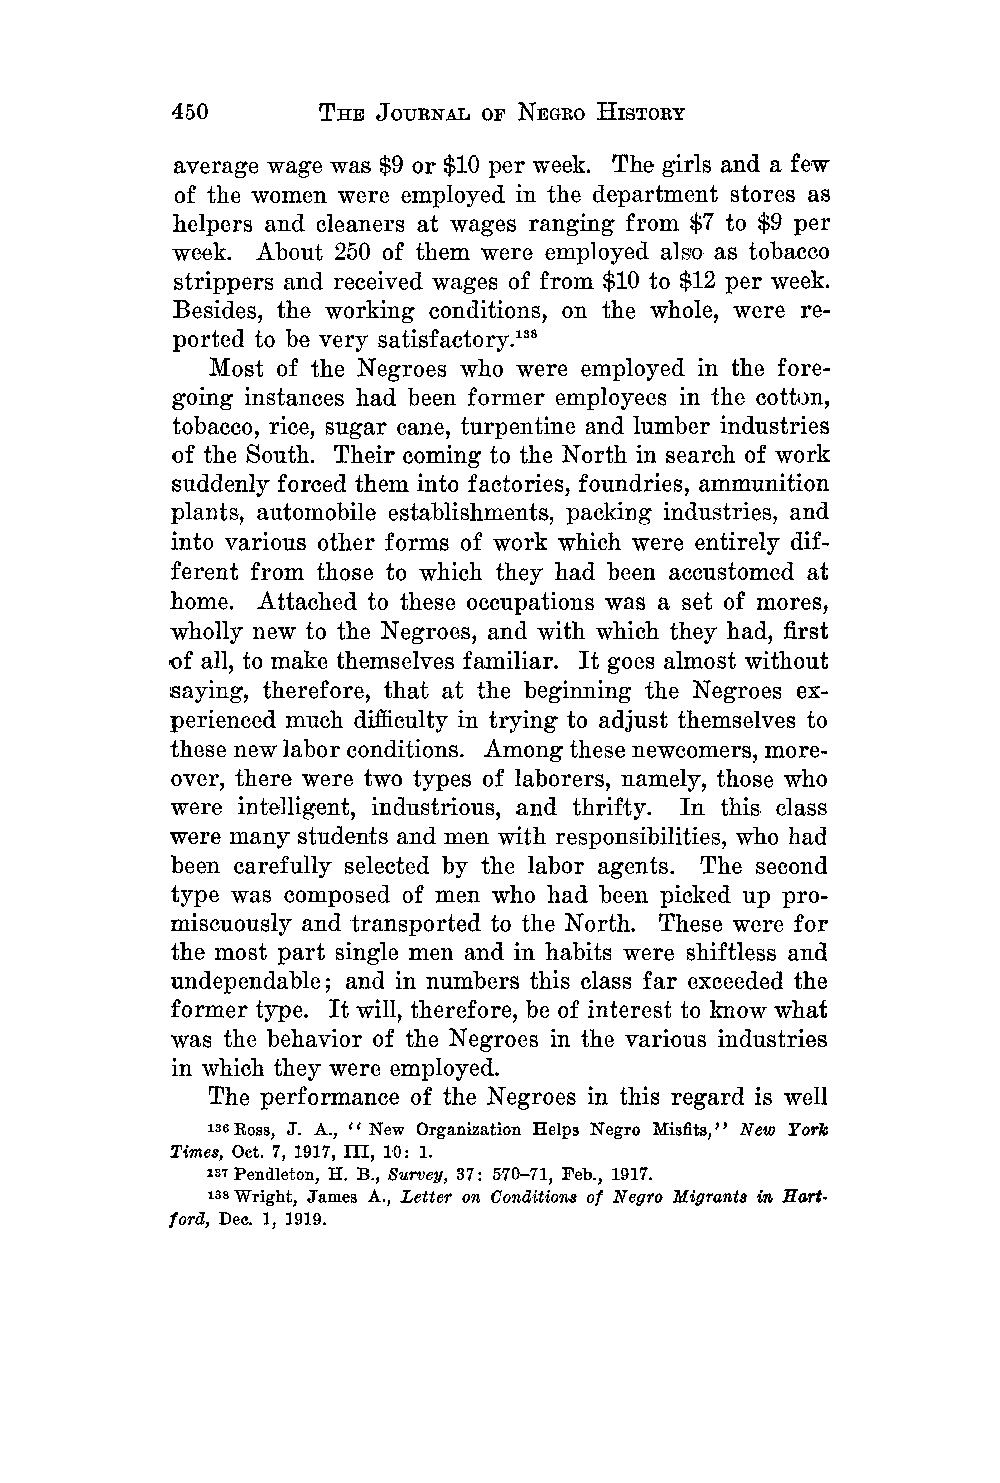 450 THE JOURNAL OF NEGRO HISTORY
average wage was $9 or $10 per week. The girls and a few
of the women were employed in the department stores as
helpers and cleaners at wages ranging from $7 to $9 per
week. About 250 of them were employed also as tobacco
strippers and received wages of from $10 to $12 per week.
Besides, the working conditions, on the whole, were re-
ported to be very satisfactory.¹³⁸
Most of the Negroes who were employed in the fore-
going instances had been former employees in the cotton,
tobacco, rice, sugar cane, turpentine and lumber industries
of the South. Their coming to the North in search of work
suddenly forced them into factories, foundries, ammunition
plants, automobile establishments, packing industries, and
into various other forms of work which were entirely dif-
ferent from those to which they had been accustomed at
home. Attached to these occupations was a set of mores,
wholly new to the Negroes, and with which they had, first
of all, to make themselves familiar. It goes almost without
saying, therefore, that at the beginning the Negroes ex-
perienced much difficulty in trying to adjust themselves to
these new labor conditions. Among these newcomers, more-
over, there were two types of laborers, namely, those who
were intelligent, industrious, and thrifty. In this class
were many students and men with responsibilities, who had
been carefully selected by the labor agents. The second
type was composed of men who had been picked up pro-
miscuously and transported to the North. These were for
the most part single men and in habits were shiftless and
undependable; and in numbers this class far exceeded the
former type. It will, therefore, be of interest to know what
was the behavior of the Negroes in the various industries
in which they were employed.
The performance of the Negroes in this regard is well
¹³⁶ Ross, J. A., "New Organization Helps Negro Misfits," New York
Times, Oct. 7, 1917, III, 10: 1.
¹³⁷ Pendleton, H. B., Survey, 37: 570–71, Feb., 1917.
¹³⁸ Wright, James A., Letter on Conditions of Negro Migrants in Hart-
ford, Dec. 1, 1919.